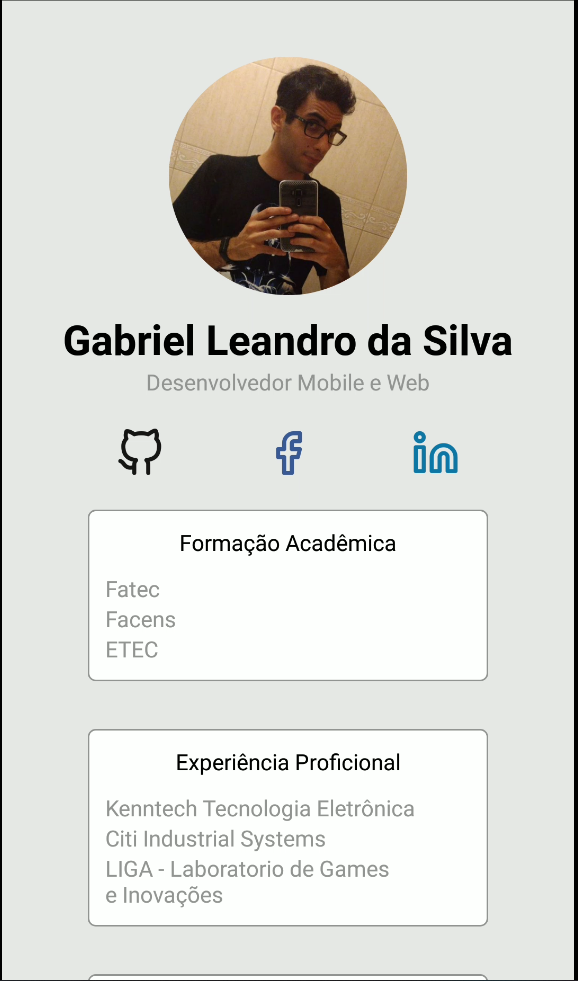 Gabriel Leandro da Silva
Desenvolvedor Mobile e Web
Formação Acadêmica
Fatec
Facens
ETEC
Experiência Proficional
Kenntech Tecnologia Eletrônica
Citi Industrial Systems
LIGA - Laboratorio de Games
e Inovações